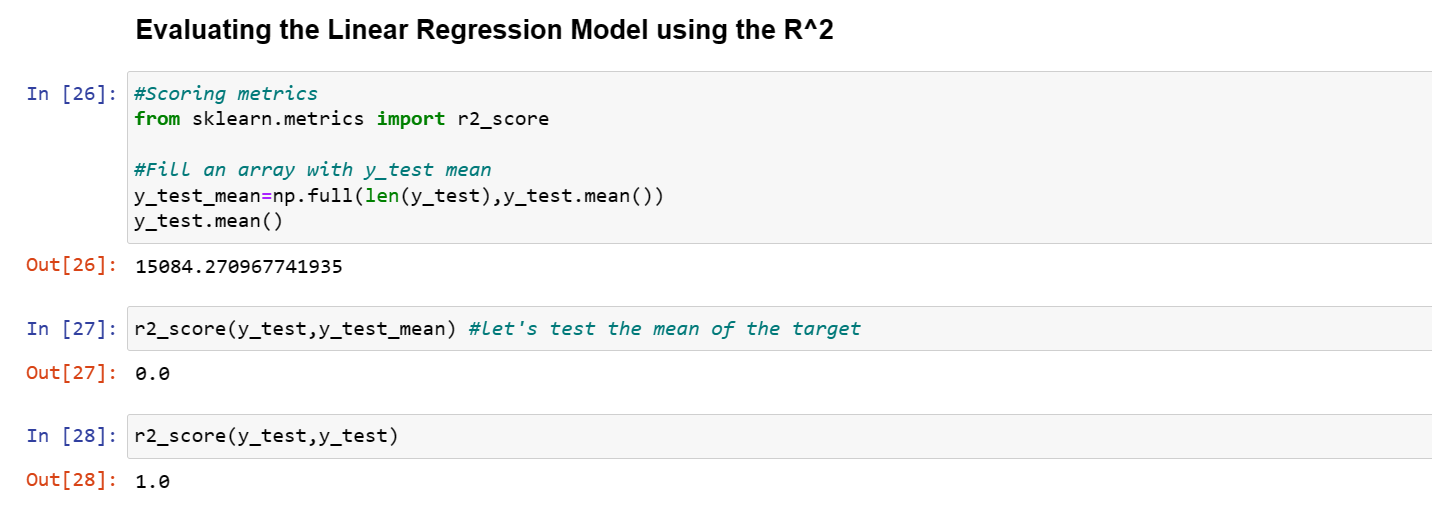 Evaluating the Linear Regression Model using the R^2
In [26]:
#Scoring metrics
from sklearn.metrics import r2_score
#Fill an array with y_test mean
y_test_mean=np.full(len(y_test),y_test.mean())
y_test.mean()
Out[26]: 15084.270967741935
In [27]: r2_score(y_test,y_test_mean) #let's test the mean of the target
Out[27]: 0.0
In [28]: r2_score(y_test,y_test)
Out[28]: 1.0